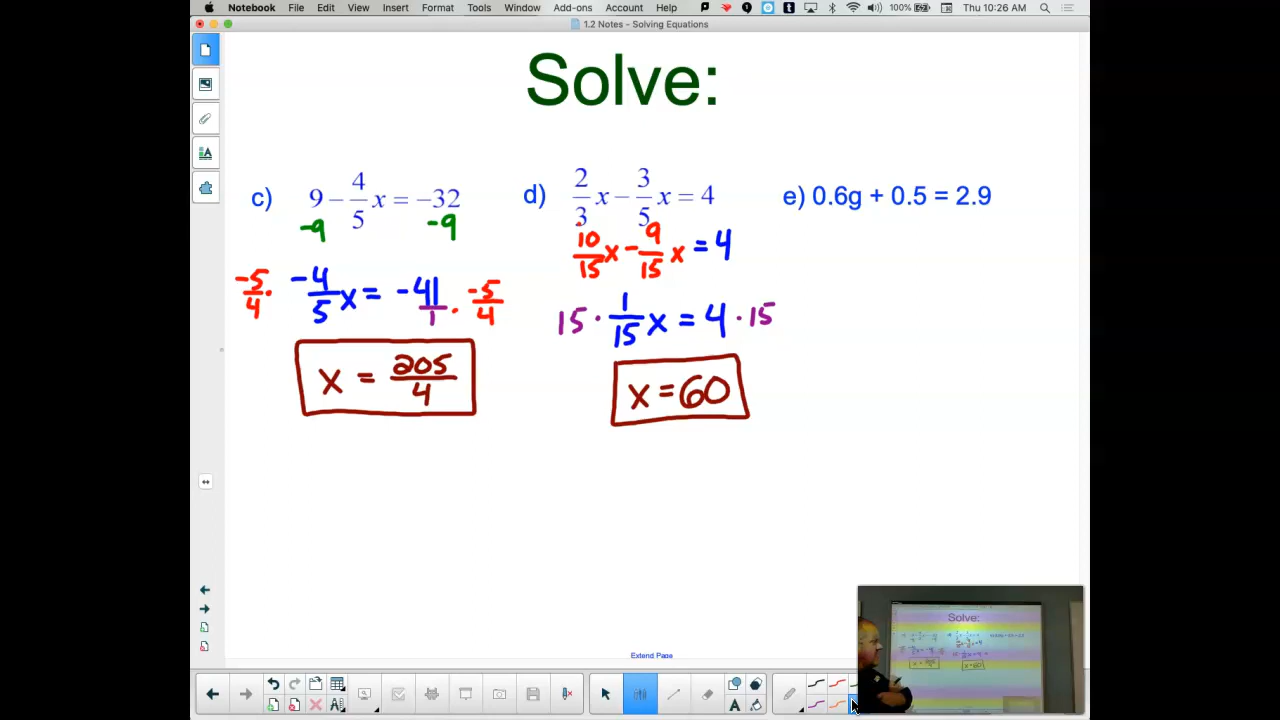 Notebook File Edit View Insert Format Tools Window Add-ons Account Help 100% Thu 10:26 AM
1.2 Notes - Solving Equations
Solve:
c) 9 − 4/5 x = −32
-9 -9
-5/4 · -4/5 x = -41/1 · -5/4
x = 205/4
d) 2/3 x − 3/5 x = 4
10/15 x - 9/15 x = 4
15 · 1/15 x = 4 · 15
x = 60
e) 0.6g + 0.5 = 2.9
Extend Page
Solve: